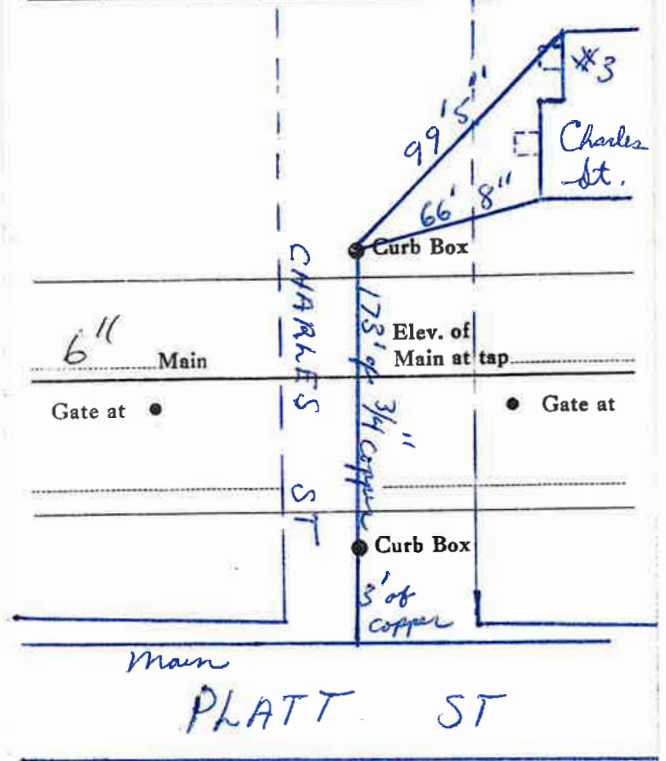 #3
99' 5"
Charles
St.
66' 8"
Curb Box
CHARLES ST
173' of 3/4" copper
6" Main
Elev. of
Main at tap
Gate at
Gate at
Curb Box
3' of
copper
Main
PLATT ST